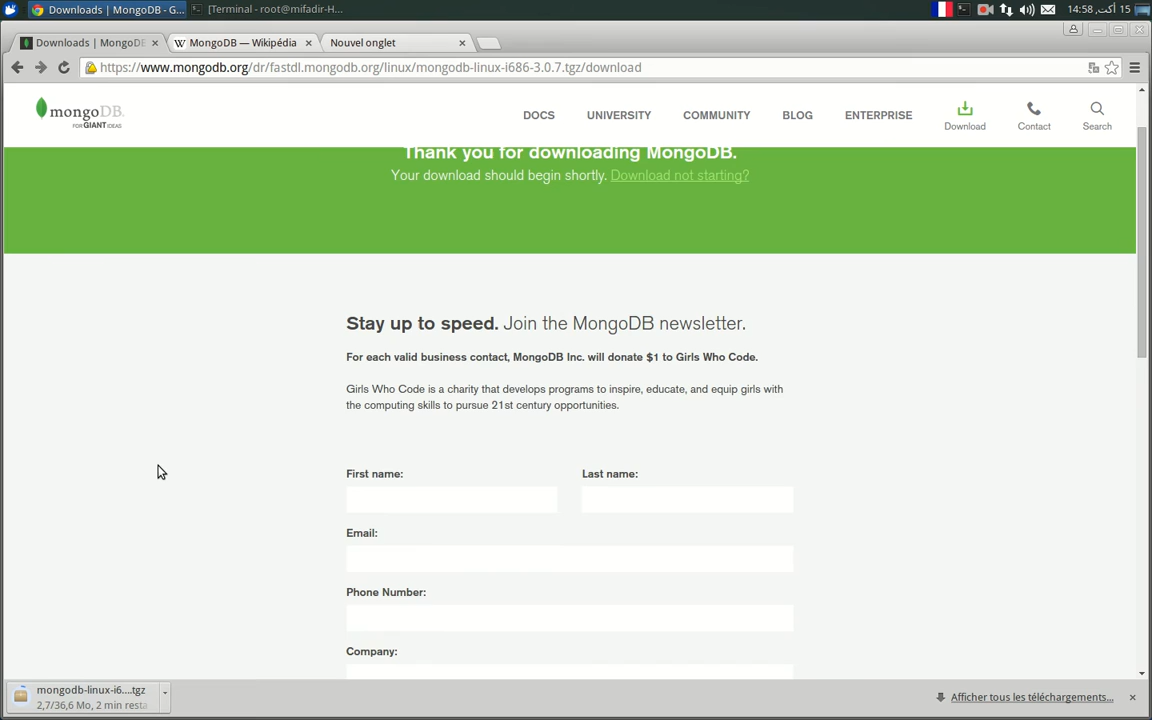 Downloads | MongoDB - G...
[Terminal - root@mifadir-H...
15 أكت, 14:58
Downloads | MongoDB
MongoDB — Wikipédia
Nouvel onglet
https://www.mongodb.org/dr/fastdl.mongodb.org/linux/mongodb-linux-i686-3.0.7.tgz/download
mongoDB.
FOR GIANT IDEAS
DOCS
UNIVERSITY
COMMUNITY
BLOG
ENTERPRISE
Download
Contact
Search
Thank you for downloading MongoDB.
Your download should begin shortly. Download not starting?
Stay up to speed. Join the MongoDB newsletter.
For each valid business contact, MongoDB Inc. will donate $1 to Girls Who Code.
Girls Who Code is a charity that develops programs to inspire, educate, and equip girls with
the computing skills to pursue 21st century opportunities.
First name:
Last name:
Email:
Phone Number:
Company:
mongodb-linux-i6....tgz
2,7/36,6 Mo, 2 min resta
Afficher tous les téléchargements...